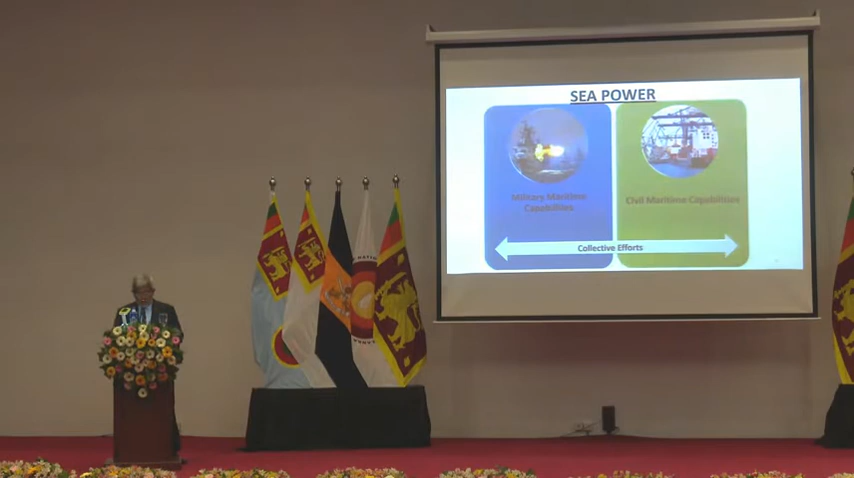 SEA POWER
Military Maritime
Capabilities
Civil Maritime Capabilities
Collective Efforts